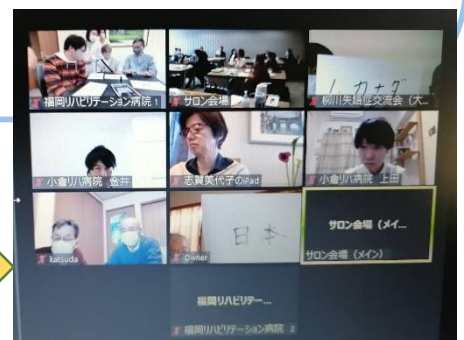 福岡リハビリテーション病院 1
サロン会場
カナダ
柳川失語症交流会（大...
小倉リハ病院 金井
志賀美代子のiPad
小倉リハ病院 上田
katsuda
日本
Owner
サロン会場（メイ...
サロン会場（メイン）
福岡リハビリテー...
福岡リハビリテーション病院 2